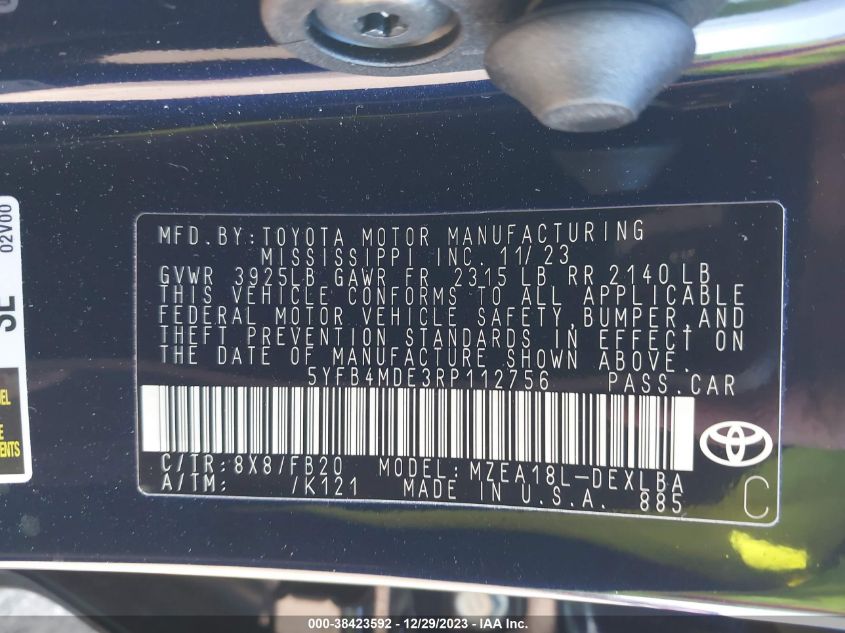 MFD. BY: TOYOTA MOTOR MANUFACTURING
MISSISSIPPI INC. 11/23
GVWR 3925LB GAWR FR 2315 LB RR 2140 LB
THIS VEHICLE CONFORMS TO ALL APPLICABLE
FEDERAL MOTOR VEHICLE SAFETY, BUMPER, AND
THEFT PREVENTION STANDARDS IN EFFECT ON
THE DATE OF MANUFACTURE SHOWN ABOVE.
5YFB4MDE3RP112756 PASS. CAR
C/TR: 8X8/FB20 MODEL: MZEA18L-DEXLBA
A/TM: /K121 MADE IN U.S.A. 885
C
02V00
SE
000-38423592 - 12/29/2023 - IAA Inc.